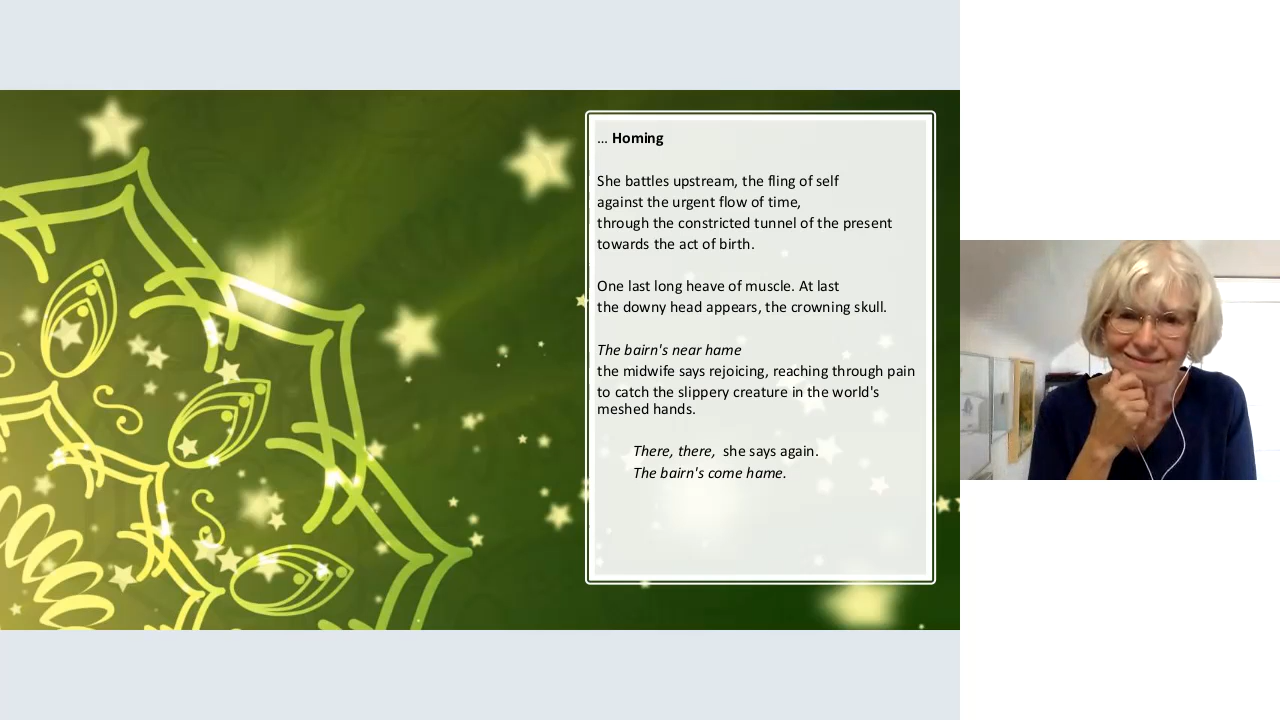 ... Homing
She battles upstream, the fling of self
against the urgent flow of time,
through the constricted tunnel of the present
towards the act of birth.
One last long heave of muscle. At last
the downy head appears, the crowning skull.
The bairn's near hame
the midwife says rejoicing, reaching through pain
to catch the slippery creature in the world's
meshed hands.
There, there, she says again.
The bairn's come hame.